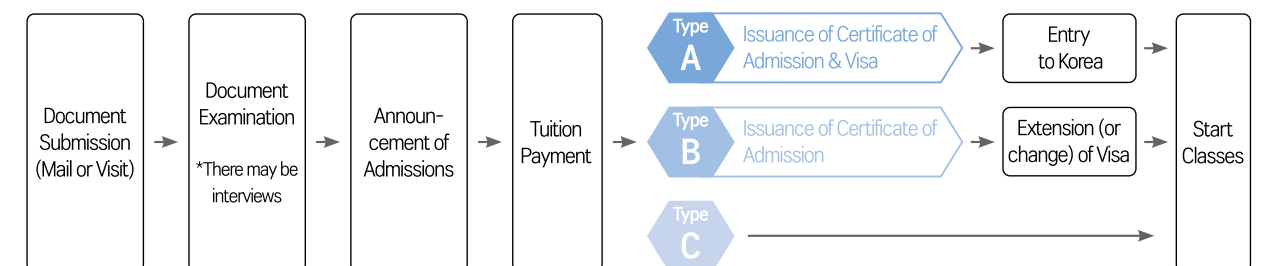 Document
Submission
(Mail or Visit)
Document
Examination
*There may be
interviews
Announ-
cement of
Admissions
Tuition
Payment
Type
A
Issuance of Certificate of
Admission & Visa
Entry
to Korea
Type
B
Issuance of Certificate of
Admission
Extension (or
change) of Visa
Type
C
Start
Classes